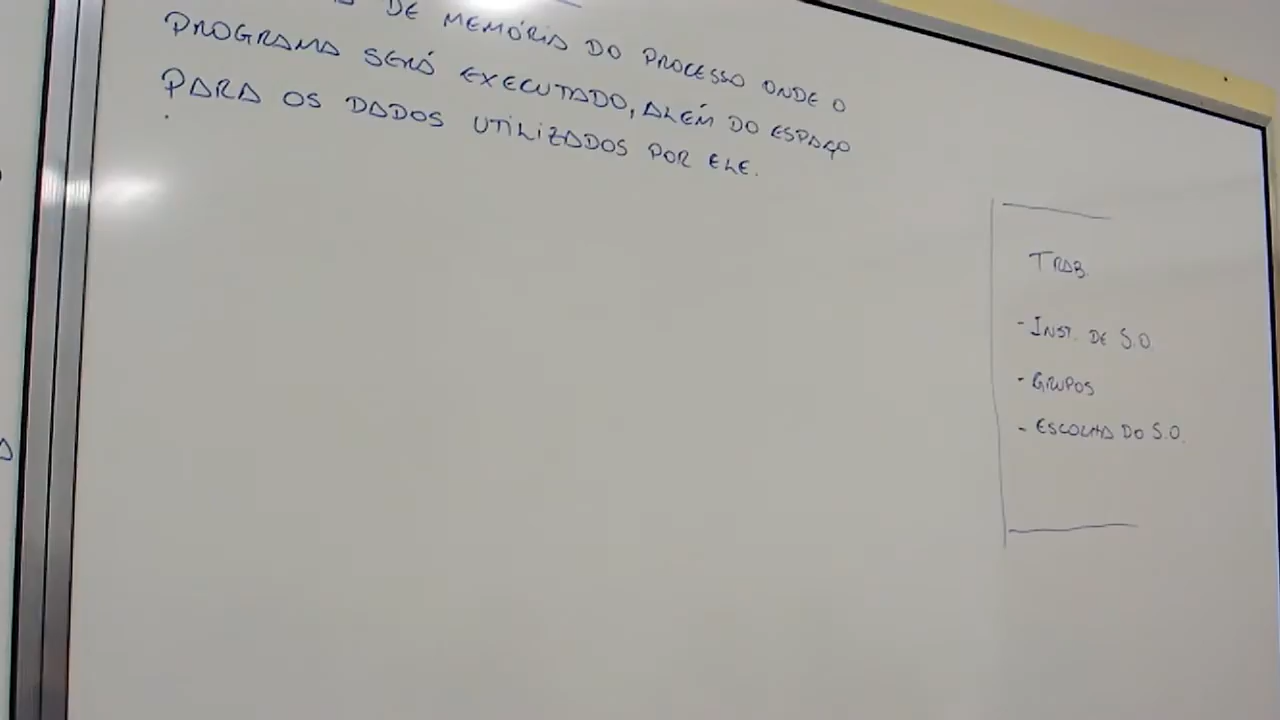 DE MEMÓRIA DO PROCESSO ONDE O
PROGRAMA SERÁ EXECUTADO, ALÉM DO ESPAÇO
PARA OS DADOS UTILIZADOS POR ELE.
TRAB.
- INST. DE S.O.
- GRUPOS
- ESCOLHA DO S.O.